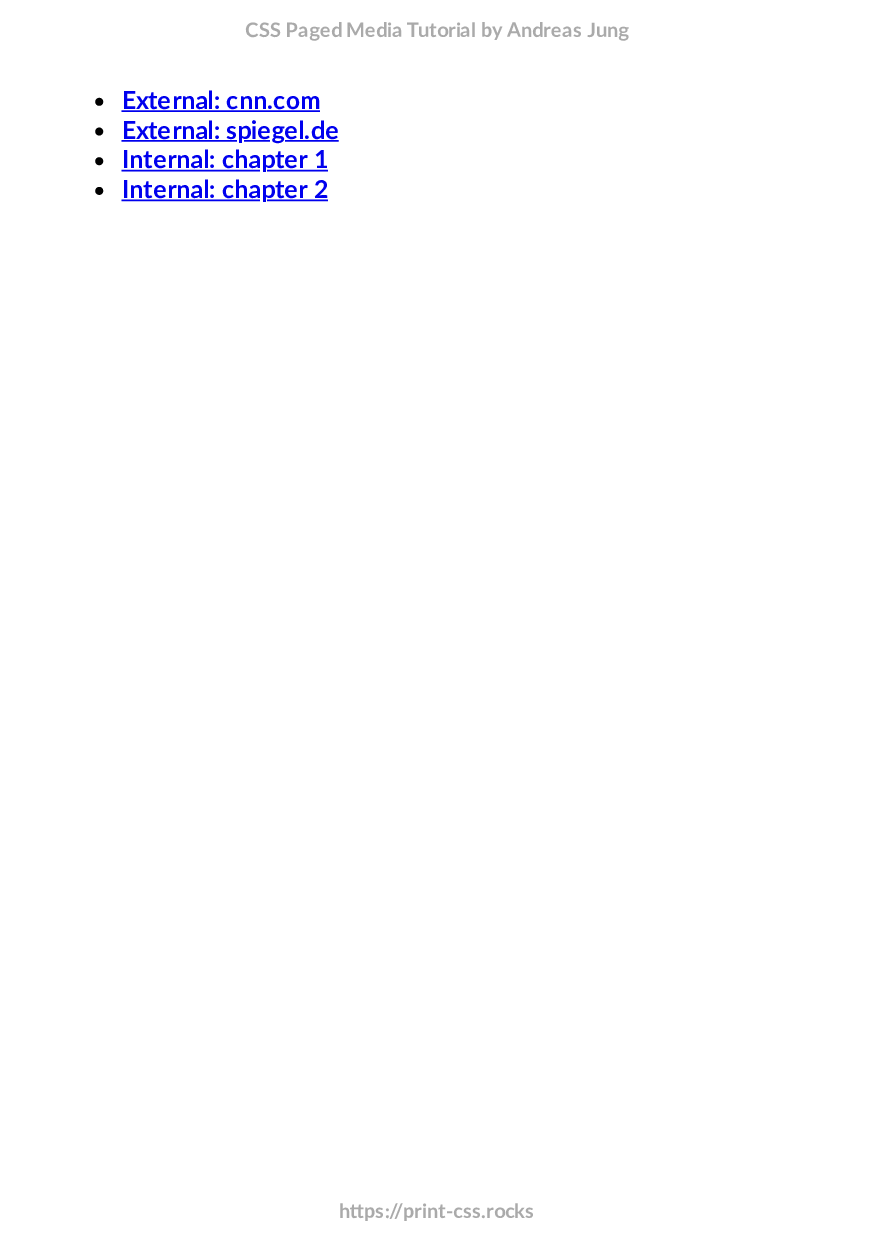 CSS Paged Media Tutorial by Andreas Jung
• External: cnn.com
• External: spiegel.de
• Internal: chapter 1
• Internal: chapter 2
https://print-css.rocks